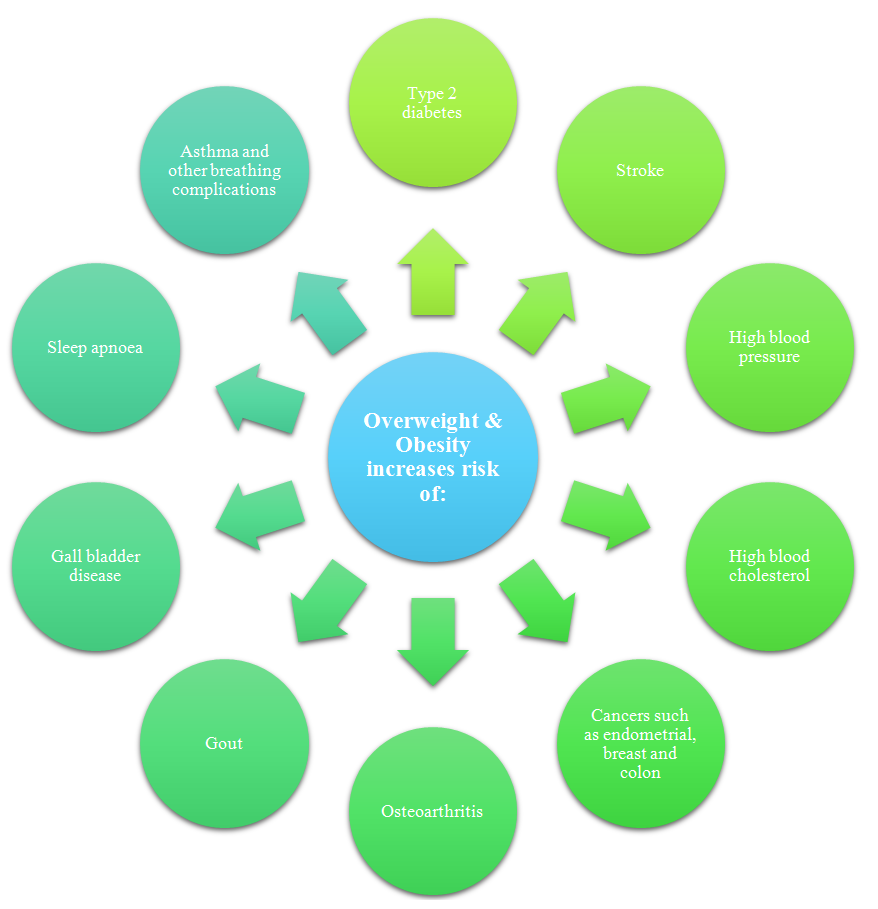 Overweight &
Obesity
increases risk
of:
Type 2
diabetes
Stroke
High blood
pressure
High blood
cholesterol
Cancers such
as endometrial,
breast and
colon
Osteoarthritis
Gout
Gall bladder
disease
Sleep apnoea
Asthma and
other breathing
complications